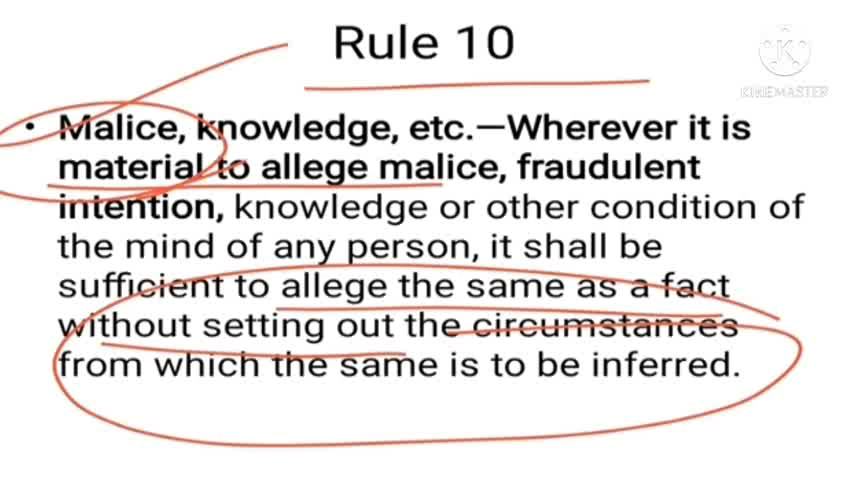 Rule 10
K
KINEMASTER
• Malice, knowledge, etc.—Wherever it is
material to allege malice, fraudulent
intention, knowledge or other condition of
the mind of any person, it shall be
sufficient to allege the same as a fact
without setting out the circumstances
from which the same is to be inferred.